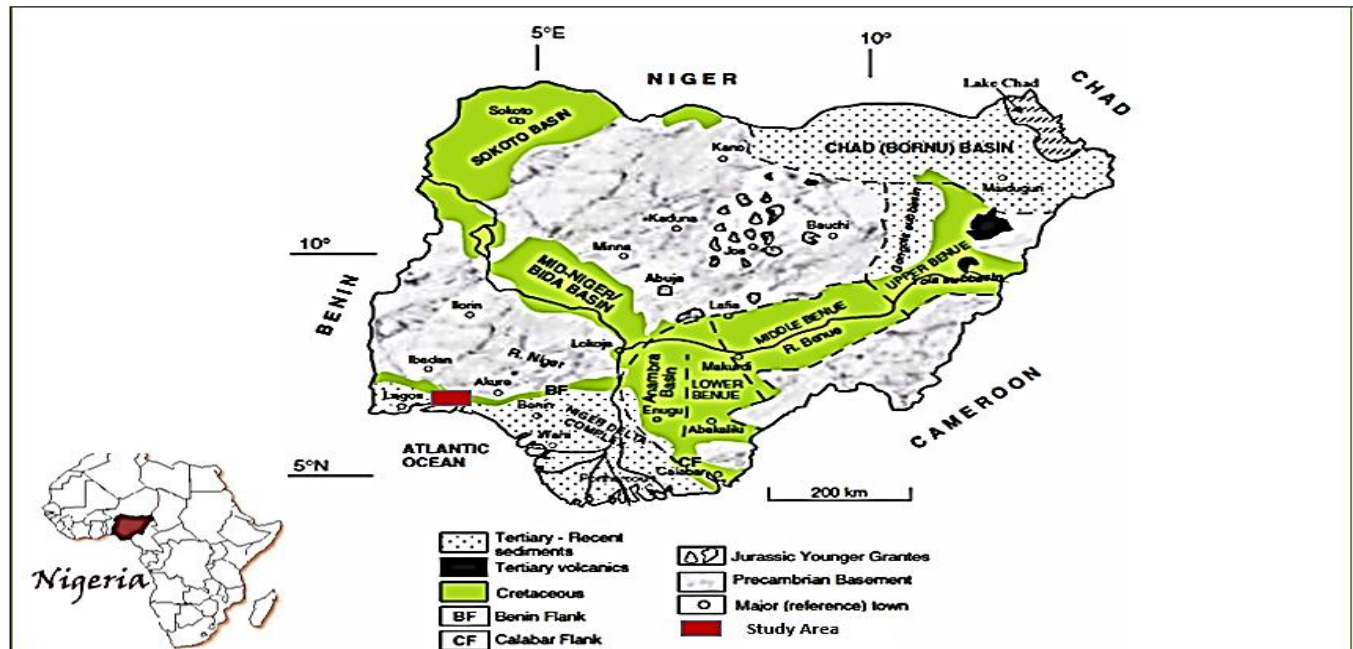 5°E
10°
NIGER
CHAD
Lake Chad
Sokoto
SOKOTO BASIN
Kano
CHAD (BORNU) BASIN
Maiduguri
Kaduna
Bauchi
Jos
Minna
10°
UPPER BENUE
MID-NIGER/
BIDA BASIN
Abuja
Lafia
BENIN
Ilorin
MIDDLE BENUE
R. Benue
Lokoja
Ibadan
R. Niger
Makurdi
Anambra
Basin
LOWER
BENUE
Akure
BF
Lagos
Benin
NIGER DELTA
COMPLEX
Enugu
Abakaliki
CAMEROON
Warri
ATLANTIC
OCEAN
CF
Calabar
5°N
200 km
Nigeria
Tertiary - Recent
sediments
Tertiary volcanics
Cretaceous
BF Benin Flank
CF Calabar Flank
Jurassic Younger Grantes
Precambrian Basement
Major (reference) town
Study Area